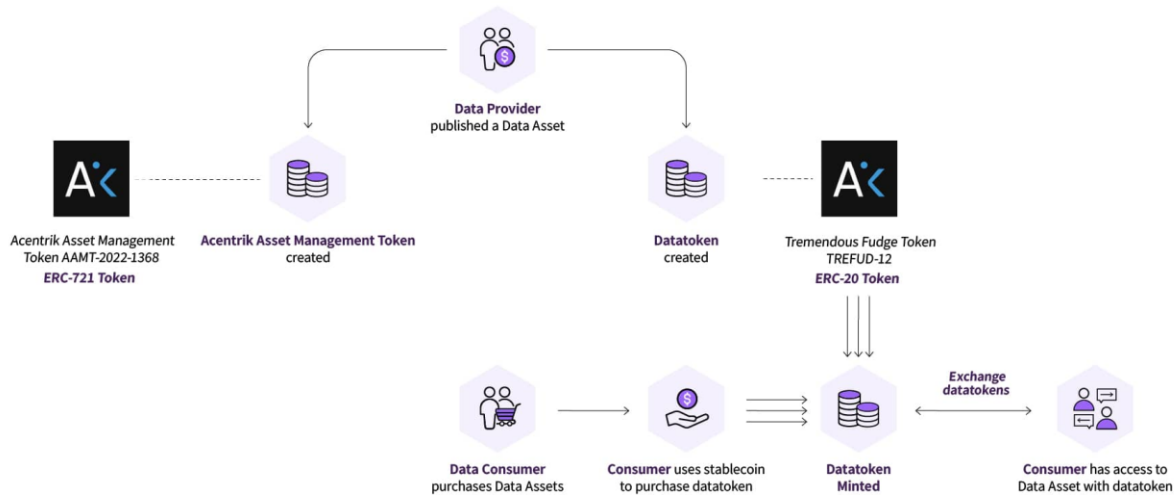 Data Provider
published a Data Asset
Acentrik Asset Management
Token AAMT-2022-1368
ERC-721 Token
Acentrik Asset Management Token
created
Datatoken
created
Tremendous Fudge Token
TREFUD-12
ERC-20 Token
Data Consumer
purchases Data Assets
Consumer uses stablecoin
to purchase datatoken
Datatoken
Minted
Exchange
datatokens
Consumer has access to
Data Asset with datatoken